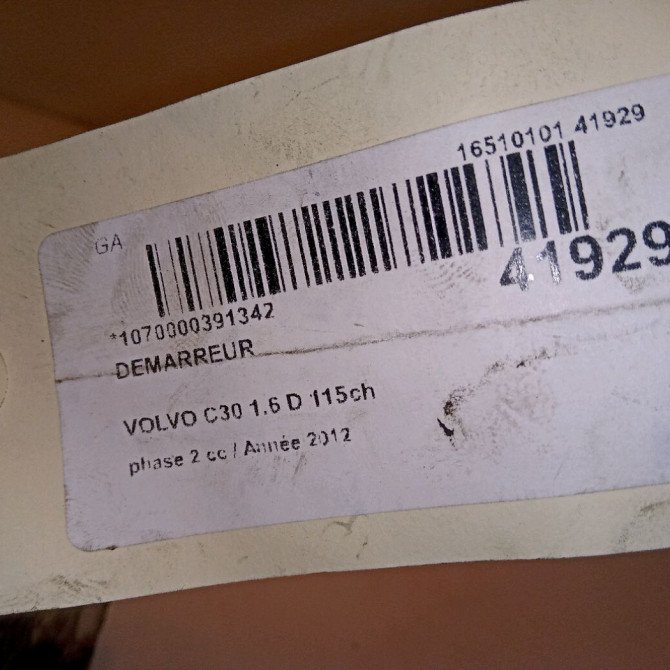 16510101 41929
GA
41929
*1070000391342
DEMARREUR
VOLVO C30 1.6 D 115ch
phase 2 cc / Année 2012